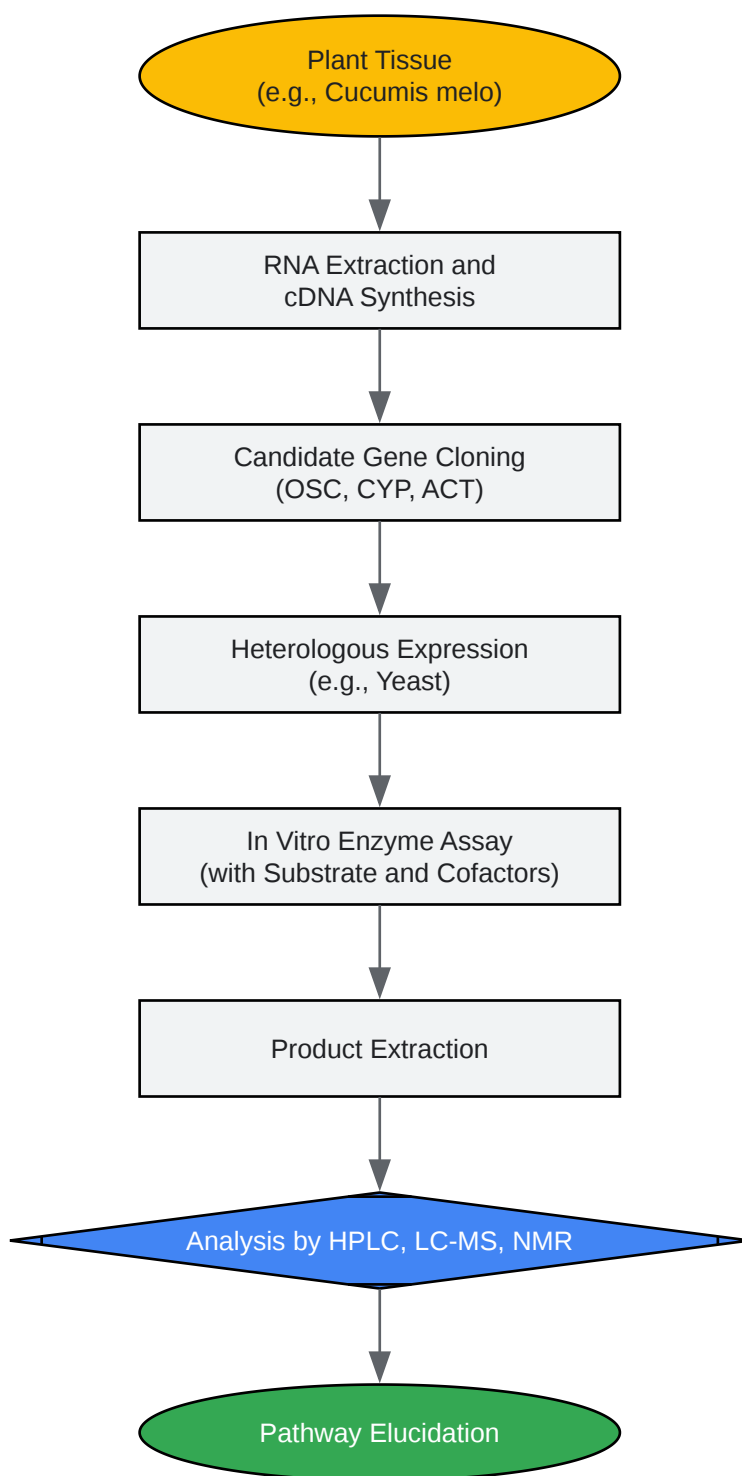 Plant Tissue
(e.g., Cucumis melo)
RNA Extraction and
cDNA Synthesis
Candidate Gene Cloning
(OSC, CYP, ACT)
Heterologous Expression
(e.g., Yeast)
In Vitro Enzyme Assay
(with Substrate and Cofactors)
Product Extraction
Analysis by HPLC, LC-MS, NMR
Pathway Elucidation